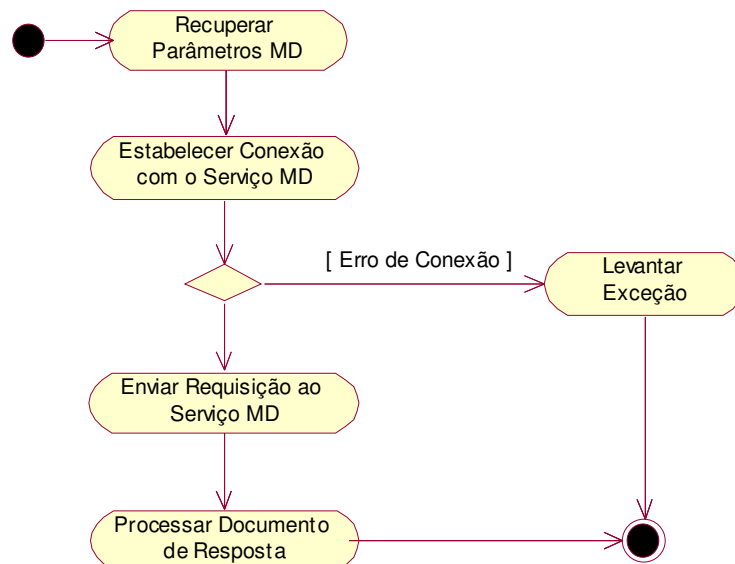 Recuperar
Parâmetros MD
Estabelecer Conexão
com o Serviço MD
[ Erro de Conexão ]
Levantar
Exceção
Enviar Requisição ao
Serviço MD
Processar Documento
de Resposta